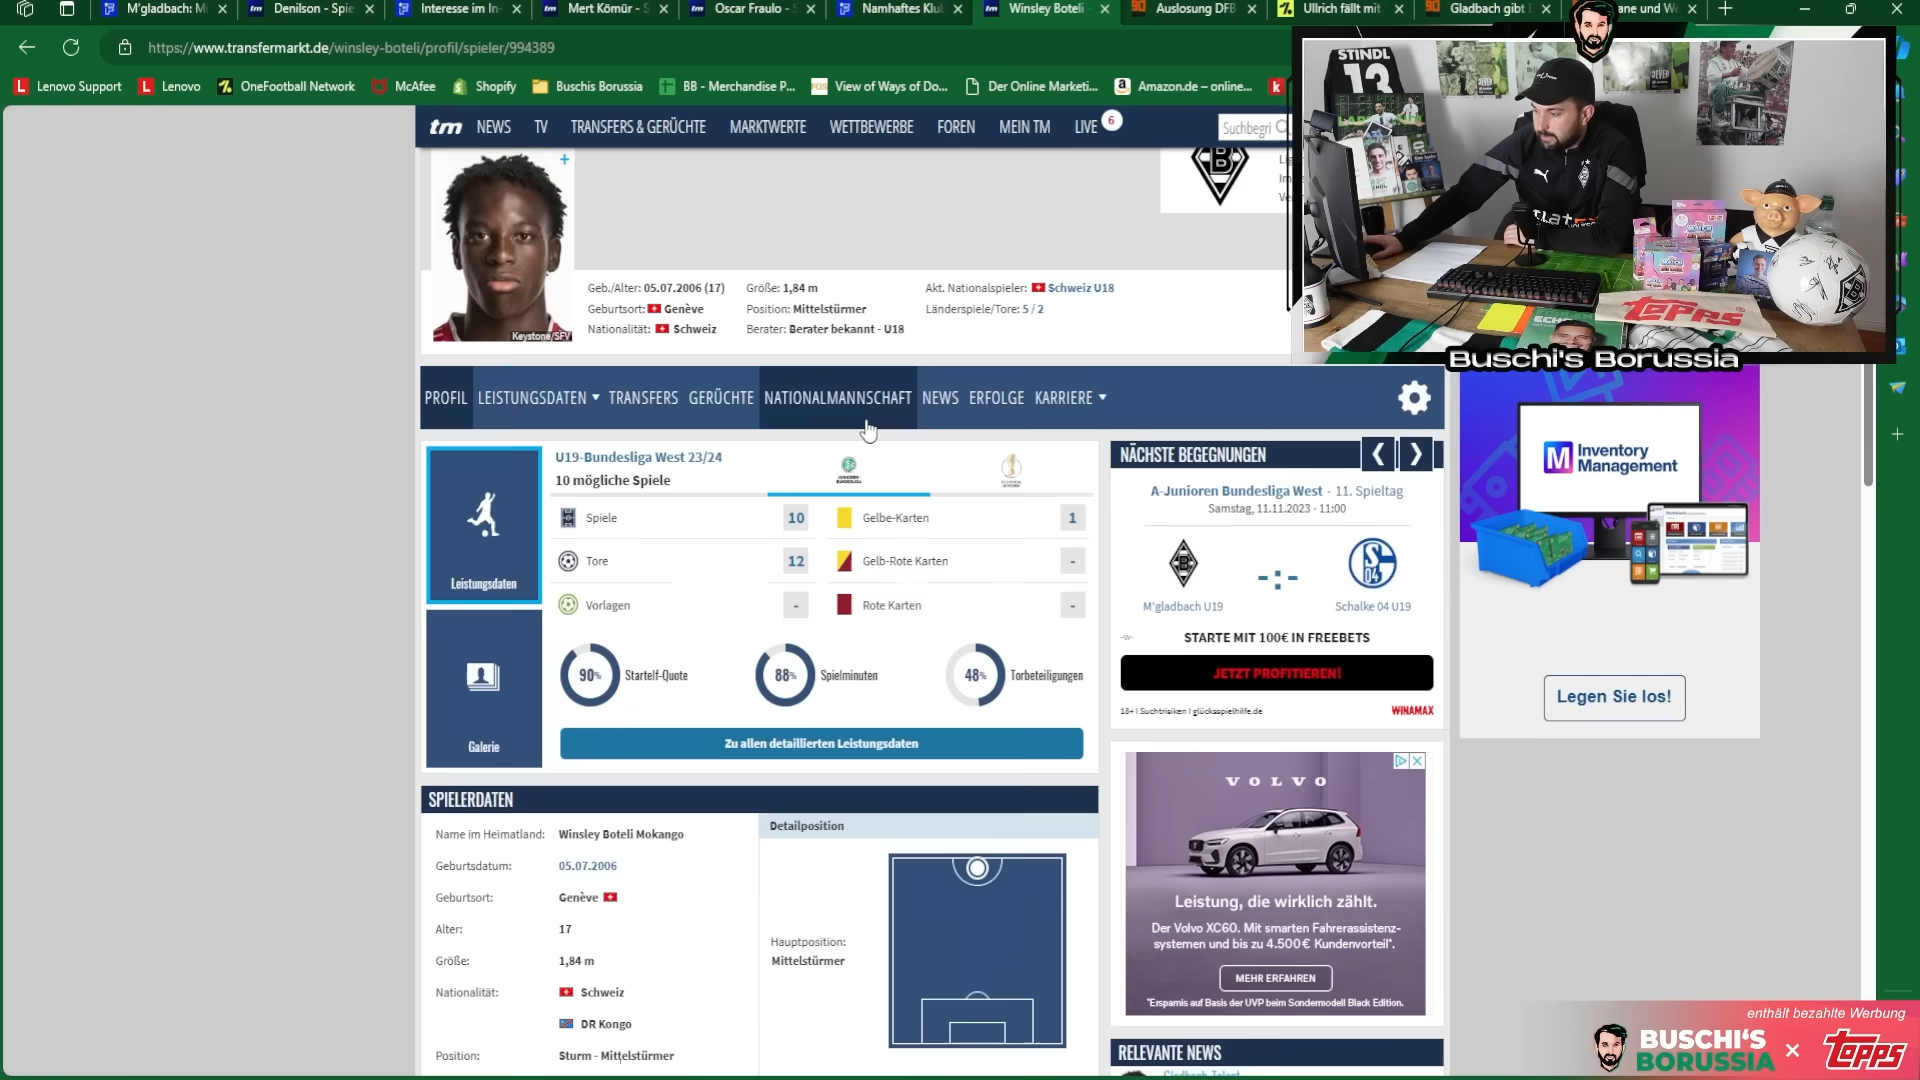 M'gladbach: Mi
Denilson - Spie
Interesse im In-
Mert Kömür - S
Oscar Fraulo - S
Namhaftes Klu
Winsley Boteli -
Auslosung DFB
Ullrich fällt mit
Gladbach gibt
ane und We
https://www.transfermarkt.de/winsley-boteli/profil/spieler/994389
Lenovo Support
Lenovo
OneFootball Network
McAfee
Shopify
Buschis Borussia
BB - Merchandise P...
View of Ways of Do...
Der Online Marketi...
Amazon.de – online...
tm
NEWS
TV
TRANSFERS & GERÜCHTE
MARKTWERTE
WETTBEWERBE
FOREN
MEIN TM
LIVE
6
Suchbegri
STINDL
13
Keystone/SFV
Geb./Alter: 05.07.2006 (17)
Geburtsort: Genève
Nationalität: Schweiz
Größe: 1,84 m
Position: Mittelstürmer
Berater: Berater bekannt - U18
Akt. Nationalspieler: Schweiz U18
Länderspiele/Tore: 5 / 2
Topps
Buschi's Borussia
PROFIL
LEISTUNGSDATEN
TRANSFERS
GERÜCHTE
NATIONALMANNSCHAFT
NEWS
ERFOLGE
KARRIERE
Leistungsdaten
Galerie
U19-Bundesliga West 23/24
10 mögliche Spiele
Spiele 10
Gelbe-Karten 1
Tore 12
Gelb-Rote Karten -
Vorlagen -
Rote Karten -
90% Startelf-Quote
88% Spielminuten
48% Torbeteiligungen
Zu allen detaillierten Leistungsdaten
NÄCHSTE BEGEGNUNGEN
A-Junioren Bundesliga West - 11. Spieltag
Samstag, 11.11.2023 - 11:00
-:-
M'gladbach U19
Schalke 04 U19
-w-
STARTE MIT 100€ IN FREEBETS
JETZT PROFITIEREN!
18+ I Suchtrisiken I glücksspielhilfe.de
WINAMAX
M Inventory
Management
Legen Sie los!
SPIELERDATEN
Name im Heimatland: Winsley Boteli Mokango
Geburtsdatum: 05.07.2006
Geburtsort: Genève
Alter: 17
Größe: 1,84 m
Nationalität: Schweiz
DR Kongo
Position: Sturm - Mittelstürmer
Detailposition
Hauptposition:
Mittelstürmer
VOLVO
Leistung, die wirklich zählt.
Der Volvo XC60. Mit smarten Fahrerassistenz-
systemen und bis zu 4.500 € Kundenvorteil*.
MEHR ERFAHREN
*Ersparnis auf Basis der UVP beim Sondermodell Black Edition.
RELEVANTE NEWS
Gladbach-Talent
enthält bezahlte Werbung
BUSCHI'S
BORUSSIA
×
Topps